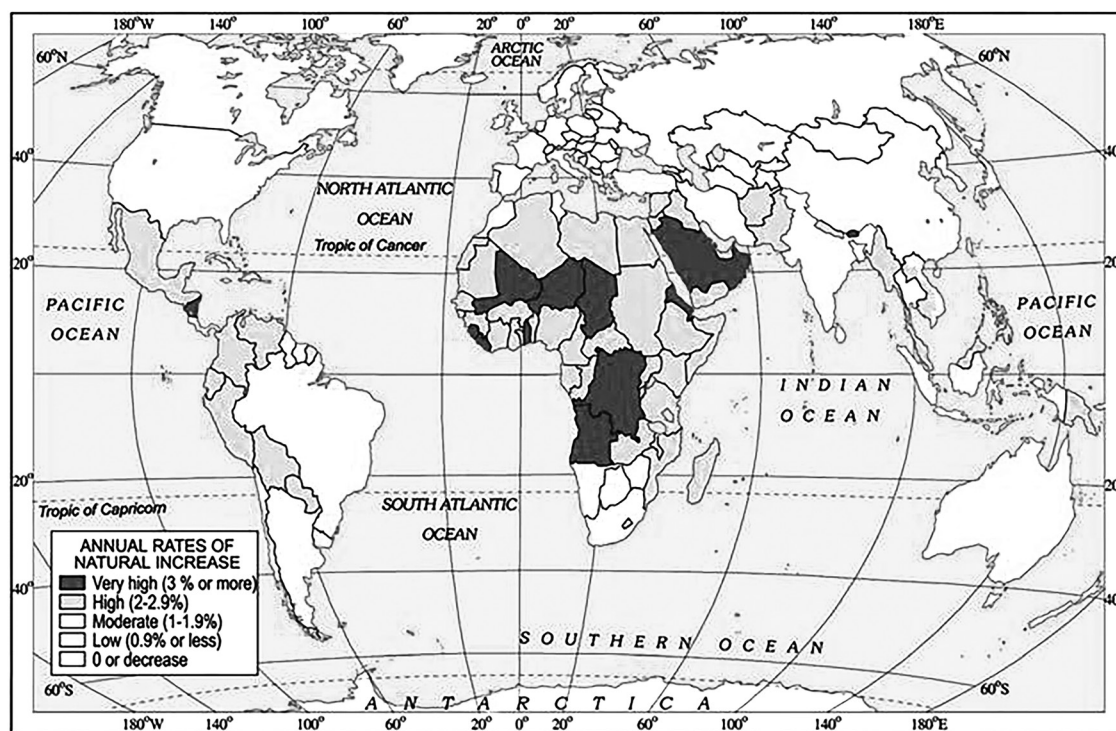 180°W 140° 100° 20° 0° 20° 60° 100° 140° 180°E
60°N ARCTIC 60°N
OCEAN
40° 40
NORTH ATLANTIC
OCEAN
Tropic of Cancer
20° 20
PACIFIC
OCEAN
PACIFIC
OCEAN
INDIAN
OCEAN
20° 20
SOUTH ATLANTIC
OCEAN
Tropic of Capricorn
ANNUAL RATES OF
NATURAL INCREASE
Very high (3 % or more)
High (2-2.9%)
Moderate (1-1.9%)
Low (0.9% or less)
0 or decrease
40° 40
SOUTHERN OCEAN
60°S 60°S
ANTARCTICA
180°W 140° 100° 20° 0° 20° 60° 100° 140° 180°E